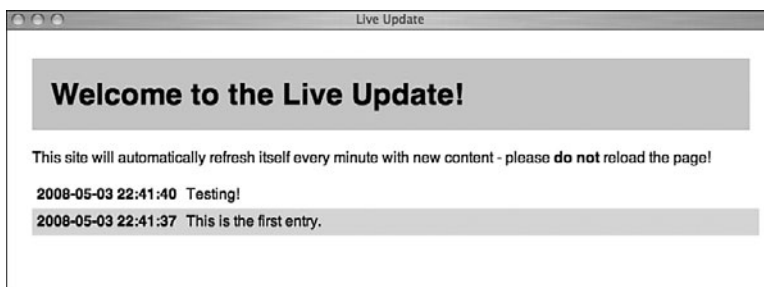 Live Update
Welcome to the Live Update!
This site will automatically refresh itself every minute with new content - please do not reload the page!
2008-05-03 22:41:40 Testing!
2008-05-03 22:41:37 This is the first entry.